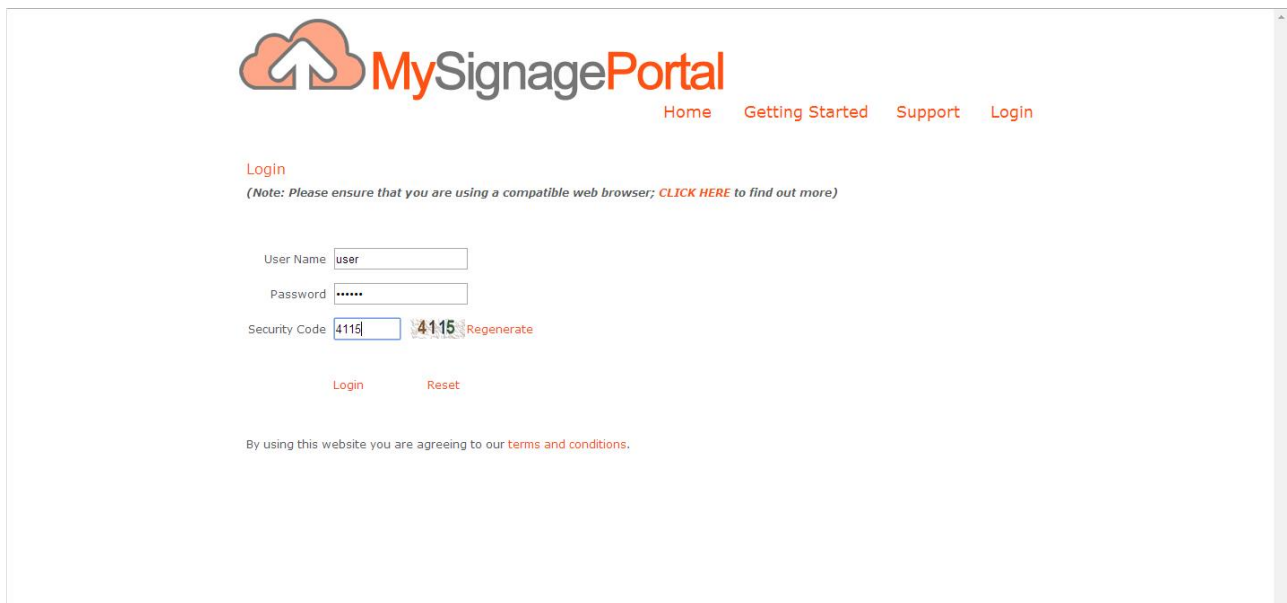 MySignagePortal
Home Getting Started Support Login
Login
(Note: Please ensure that you are using a compatible web browser; CLICK HERE to find out more)
User Name user
Password ••••••
Security Code 4115 4115 Regenerate
Login Reset
By using this website you are agreeing to our terms and conditions.